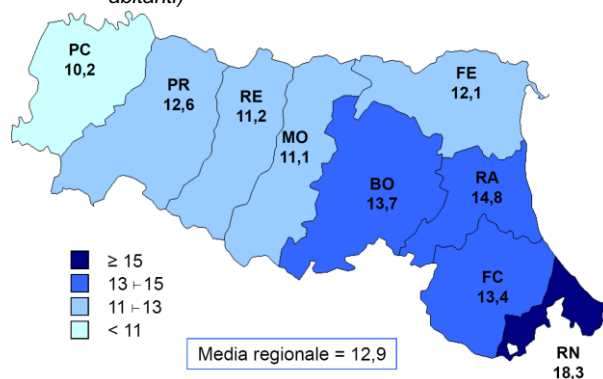 abitanti)
PC
10,2
PR
12,6
RE
11,2
MO
11,1
FE
12,1
BO
13,7
RA
14,8
FC
13,4
RN
18,3
≥ 15
13 ⊢ 15
11 ⊢ 13
< 11
Media regionale = 12,9